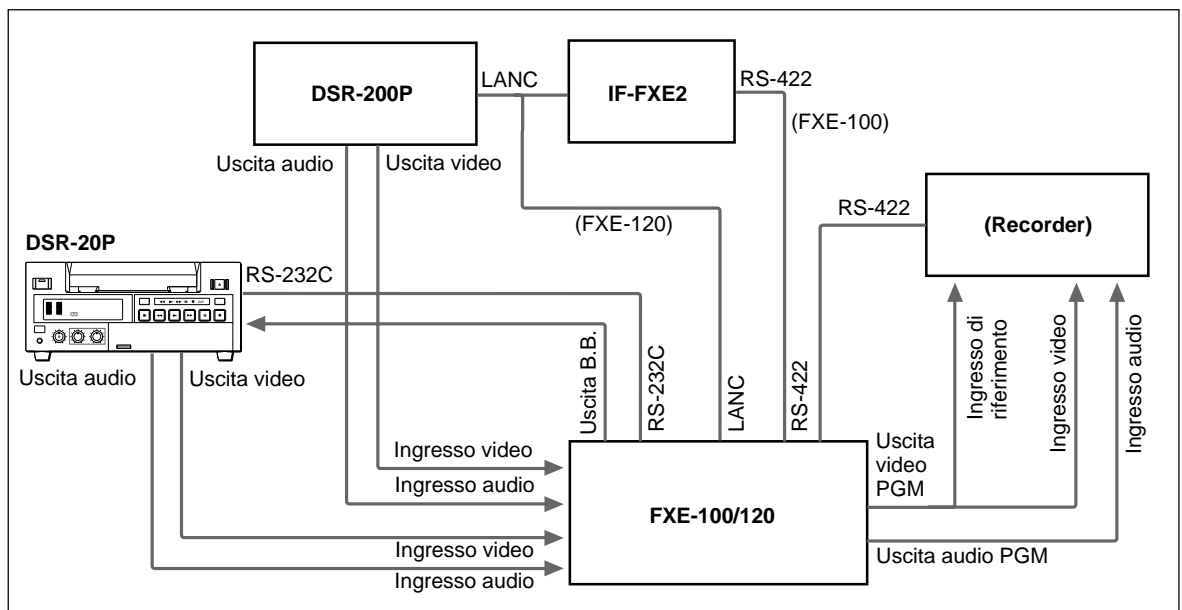 DSR-200P
LANC
IF-FXE2
RS-422
(FXE-100)
Uscita audio
Uscita video
(FXE-120)
RS-422
(Recorder)
DSR-20P
RS-232C
Uscita audio
Uscita video
Uscita B.B.
RS-232C
LANC
RS-422
Ingresso di
riferimento
Ingresso video
Ingresso audio
Ingresso video
Ingresso audio
Ingresso video
Ingresso audio
FXE-100/120
Uscita
video
PGM
Uscita audio PGM